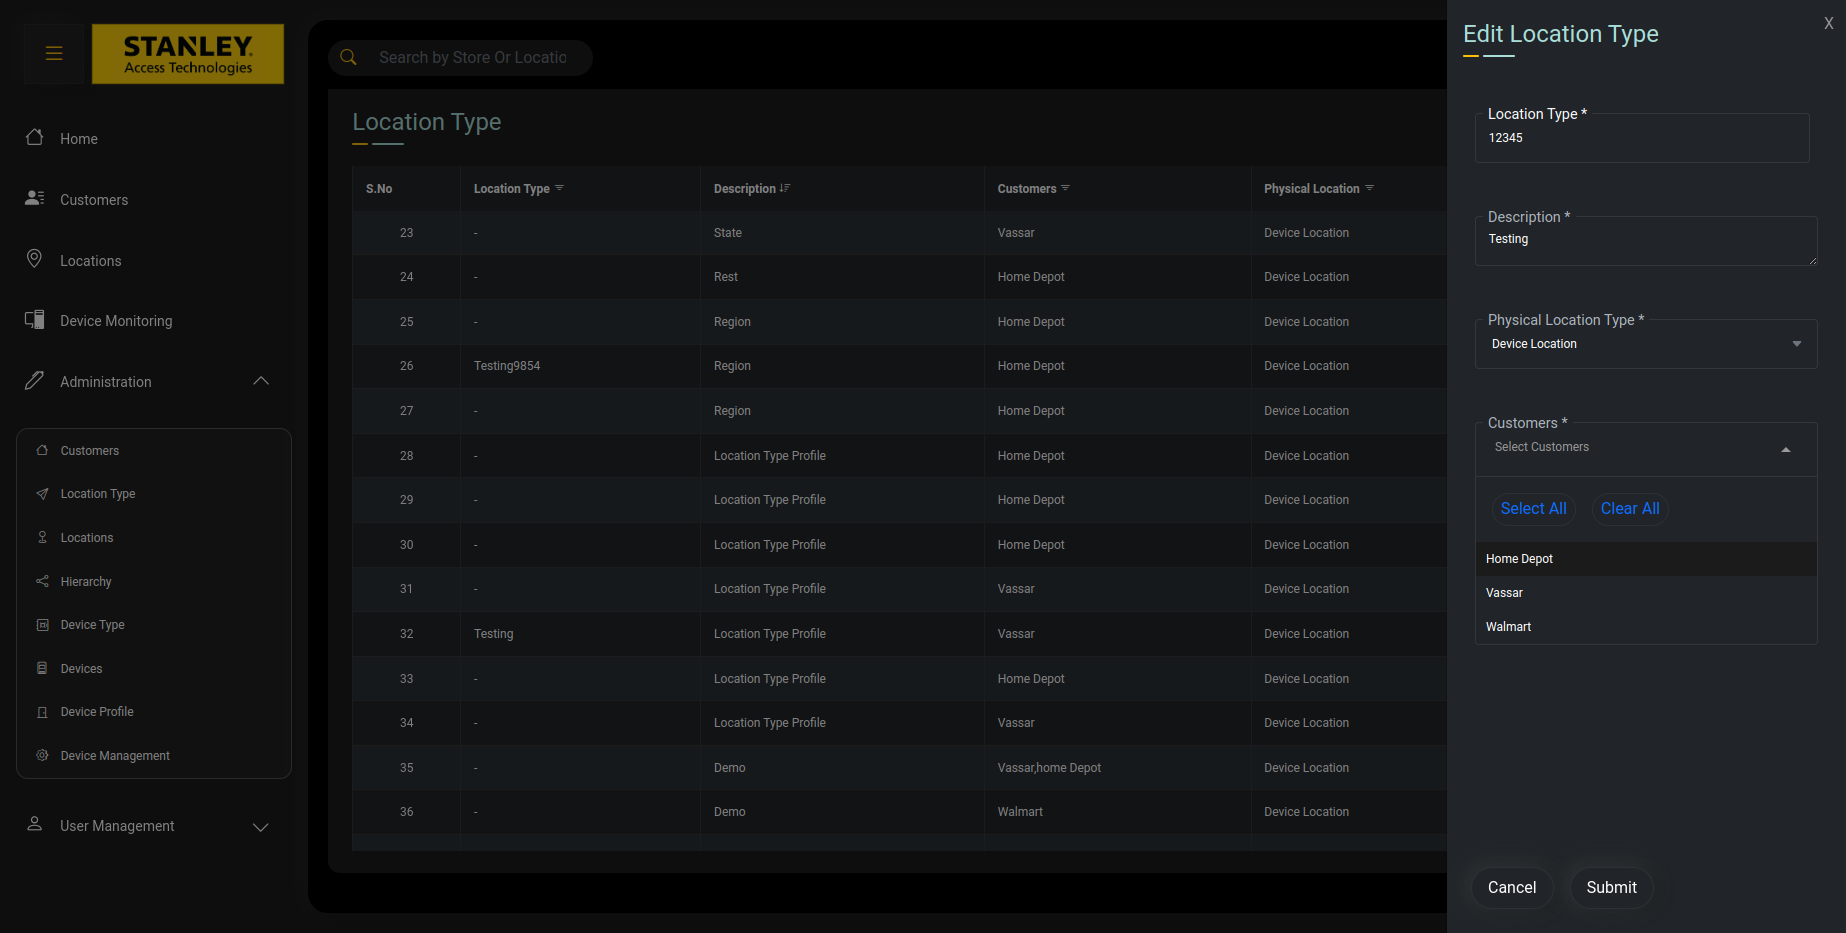 STANLEY.
Access Technologies
Home
Customers
Locations
Device Monitoring
Administration
Customers
Location Type
Locations
Hierarchy
Device Type
Devices
Device Profile
Device Management
User Management
Search by Store Or Locatio
Location Type
S.No Location Type Description Customers Physical Location
23 - State Vassar Device Location
24 - Rest Home Depot Device Location
25 - Region Home Depot Device Location
26 Testing9854 Region Home Depot Device Location
27 - Region Home Depot Device Location
28 - Location Type Profile Home Depot Device Location
29 - Location Type Profile Home Depot Device Location
30 - Location Type Profile Home Depot Device Location
31 - Location Type Profile Vassar Device Location
32 Testing Location Type Profile Vassar Device Location
33 - Location Type Profile Home Depot Device Location
34 - Location Type Profile Vassar Device Location
35 - Demo Vassar,home Depot Device Location
36 - Demo Walmart Device Location
X
Edit Location Type
Location Type *
12345
Description *
Testing
Physical Location Type *
Device Location
Customers *
Select Customers
Select All Clear All
Home Depot
Vassar
Walmart
Cancel Submit